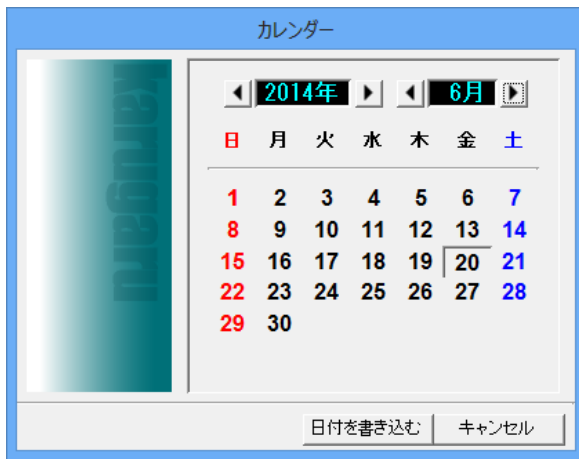 カレンダー
karugaru
2014年 6月
日 月 火 水 木 金 土
1 2 3 4 5 6 7
8 9 10 11 12 13 14
15 16 17 18 19 20 21
22 23 24 25 26 27 28
29 30
日付を書き込む キャンセル